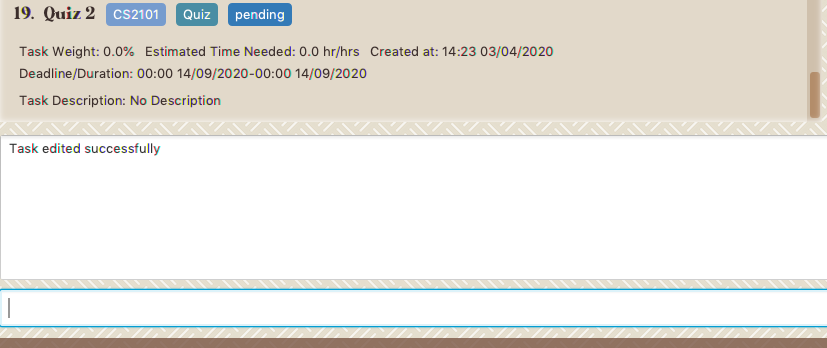 19. Quiz 2 CS2101 Quiz pending
Task Weight: 0.0% Estimated Time Needed: 0.0 hr/hrs Created at: 14:23 03/04/2020
Deadline/Duration: 00:00 14/09/2020-00:00 14/09/2020
Task Description: No Description
Task edited successfully